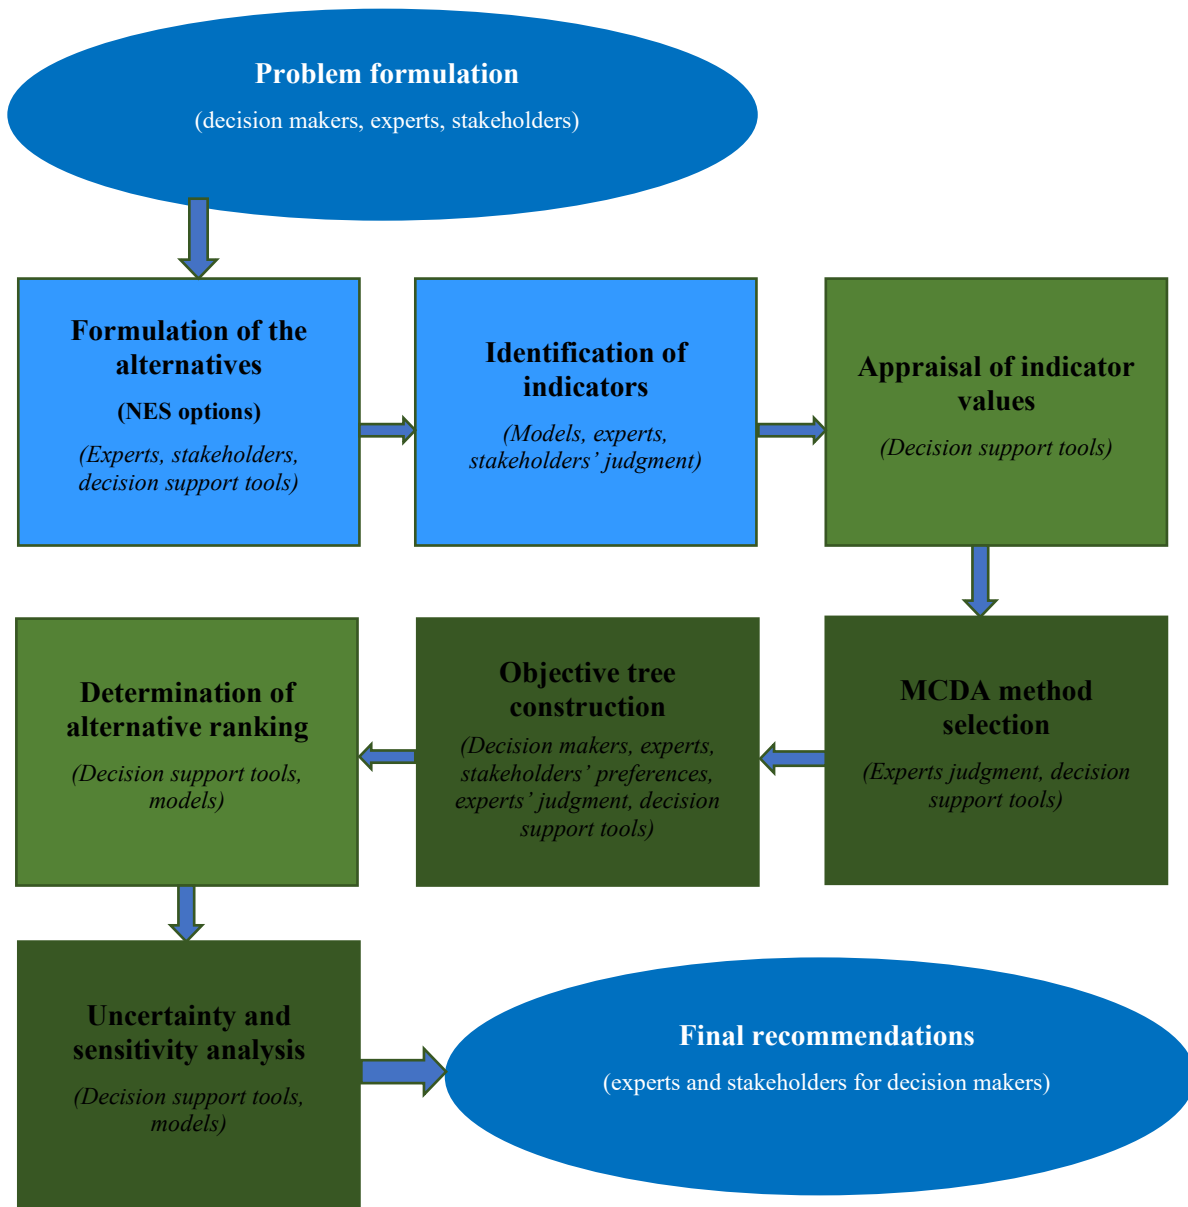 Problem formulation
(decision makers, experts, stakeholders)
Formulation of the
alternatives
(NES options)
(Experts, stakeholders,
decision support tools)
Identification of
indicators
(Models, experts,
stakeholders’ judgment)
Appraisal of indicator
values
(Decision support tools)
MCDA method
selection
(Experts judgment, decision
support tools)
Objective tree
construction
(Decision makers, experts,
stakeholders’ preferences,
experts’ judgment, decision
support tools)
Determination of
alternative ranking
(Decision support tools,
models)
Uncertainty and
sensitivity analysis
(Decision support tools,
models)
Final recommendations
(experts and stakeholders for decision makers)